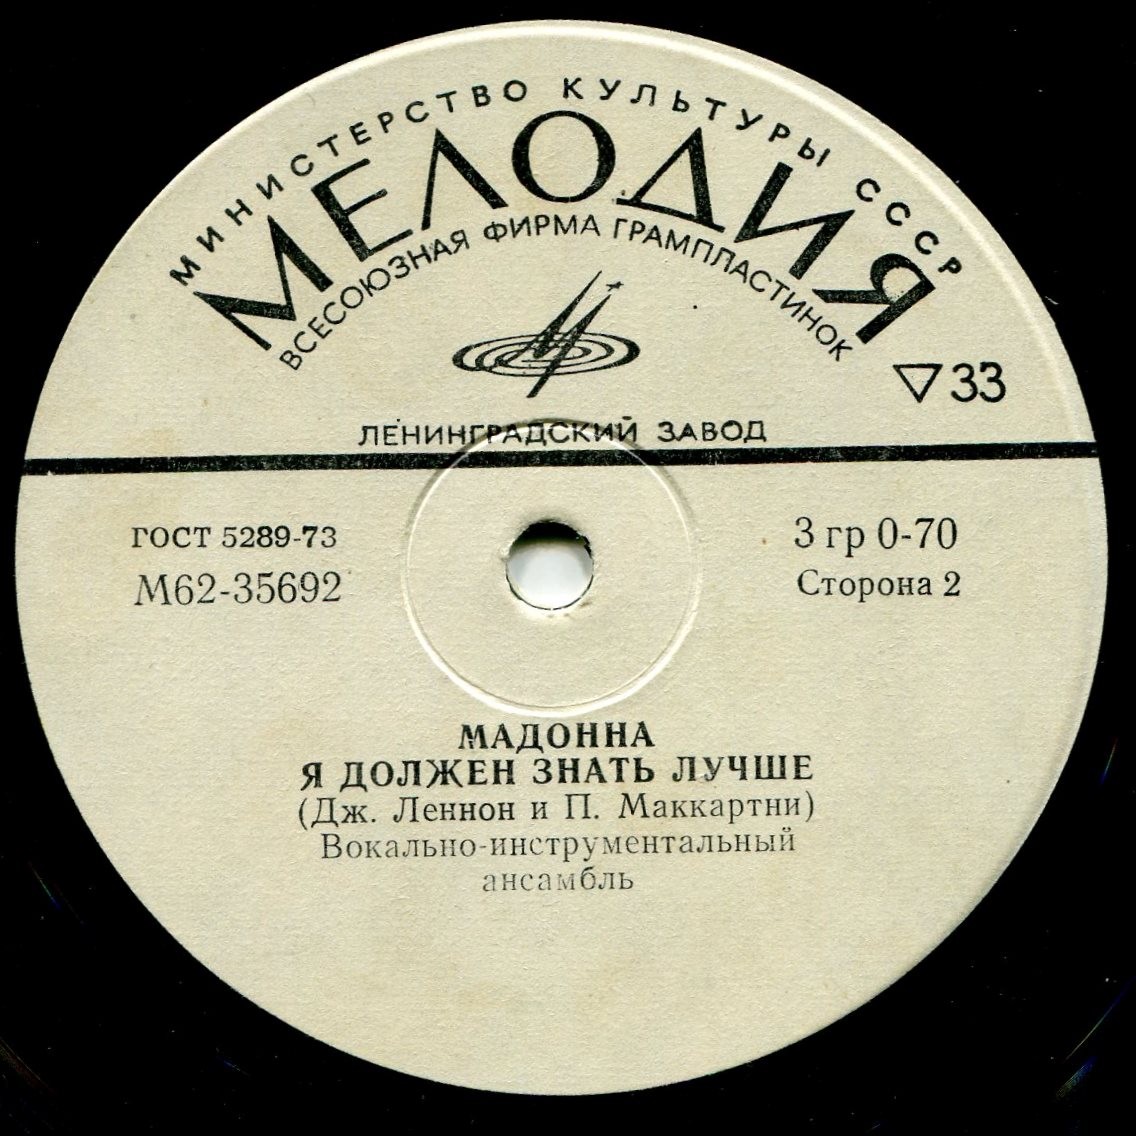 МИНИСТЕРСТВО КУЛЬТУРЫ СССР
МЕЛОДИЯ
ВСЕСОЮЗНАЯ ФИРМА ГРАМПЛАСТИНОК
▽33
ЛЕНИНГРАДСКИЙ ЗАВОД
ГОСТ 5289-73
3 гр 0-70
М62-35692
Сторона 2
МАДОННА
Я ДОЛЖЕН ЗНАТЬ ЛУЧШЕ
(Дж. Леннон и П. Маккартни)
Вокально-инструментальный
ансамбль